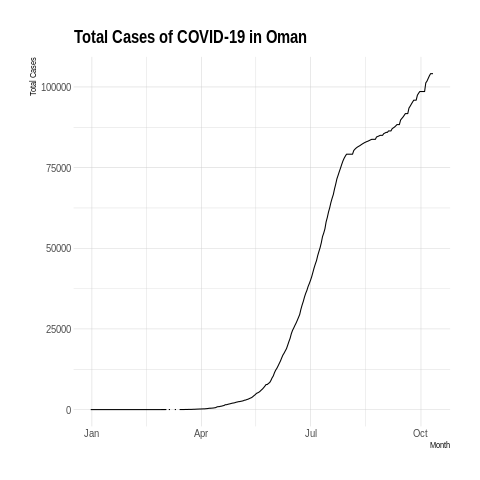 Total Cases of COVID-19 in Oman
Total Cases
100000
75000
50000
25000
0
Jan Apr Jul Oct
Month